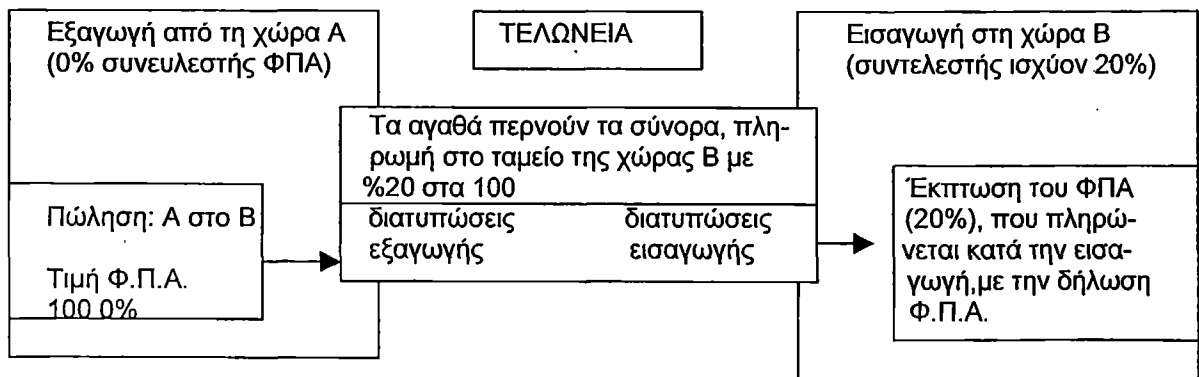 Εξαγωγή από τη χώρα Α
(0% συνευλεστής ΦΠΑ)
ΤΕΛΩΝΕΙΑ
Εισαγωγή στη χώρα Β
(συντελεστής ισχύον 20%)
Τα αγαθά περνούν τα σύνορα, πλη-
ρωμή στο ταμείο της χώρας Β με
%20 στα 100
διατυπώσεις διατυπώσεις
εξαγωγής εισαγωγής
Πώληση: Α στο Β
Τιμή Φ.Π.Α.
100 0%
Έκπτωση του ΦΠΑ
(20%), που πληρώ-
νεται κατά την εισα-
γωγή,με την δήλωση
Φ.Π.Α.